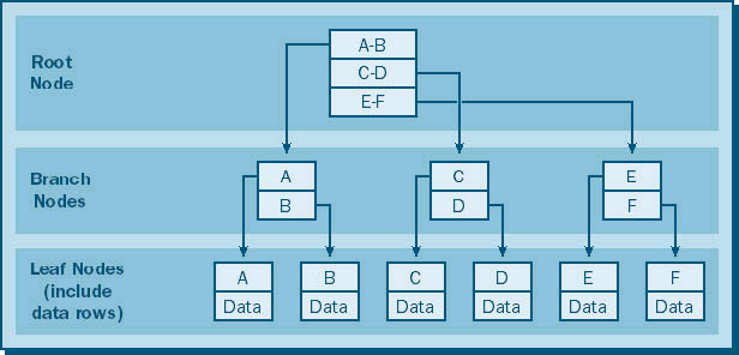 Root
Node
A-B
C-D
E-F
Branch
Nodes
A
B
C
D
E
F
Leaf Nodes
(include
data rows)
A
Data
B
Data
C
Data
D
Data
E
Data
F
Data